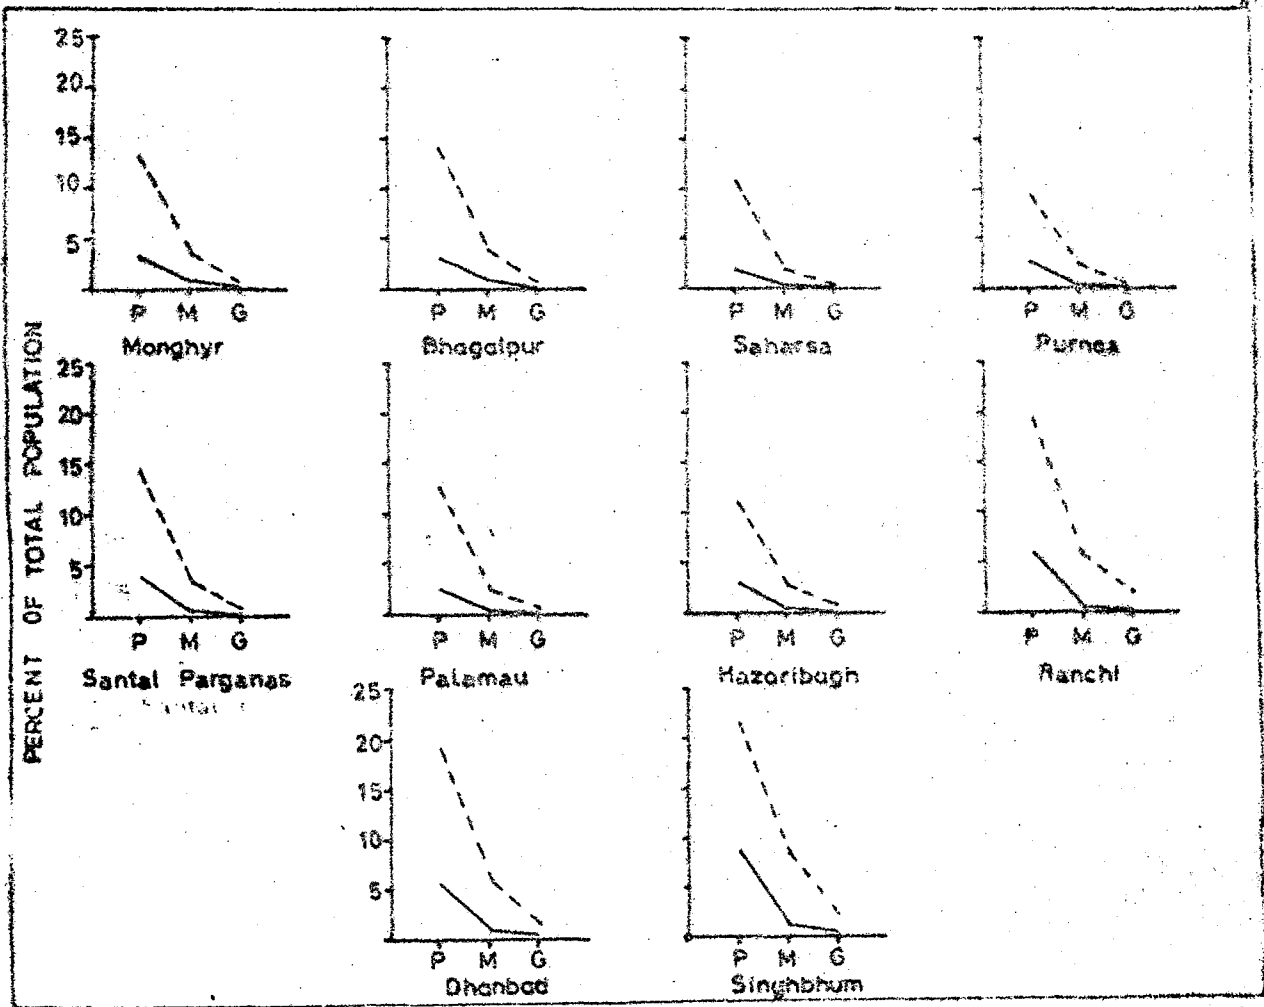 PERCENT OF TOTAL POPULATION
25
20
15
10
5
P M G
P M G
P M G
P M G
Monghyr
Bhagalpur
Saharsa
Purnea
25
20
15
10
5
P M G
P M G
P M G
P M G
Santal Parganas
Palamau
Hazaribagh
Ranchi
25
20
15
10
5
P M G
P M G
Dhanbad
Singhbhum